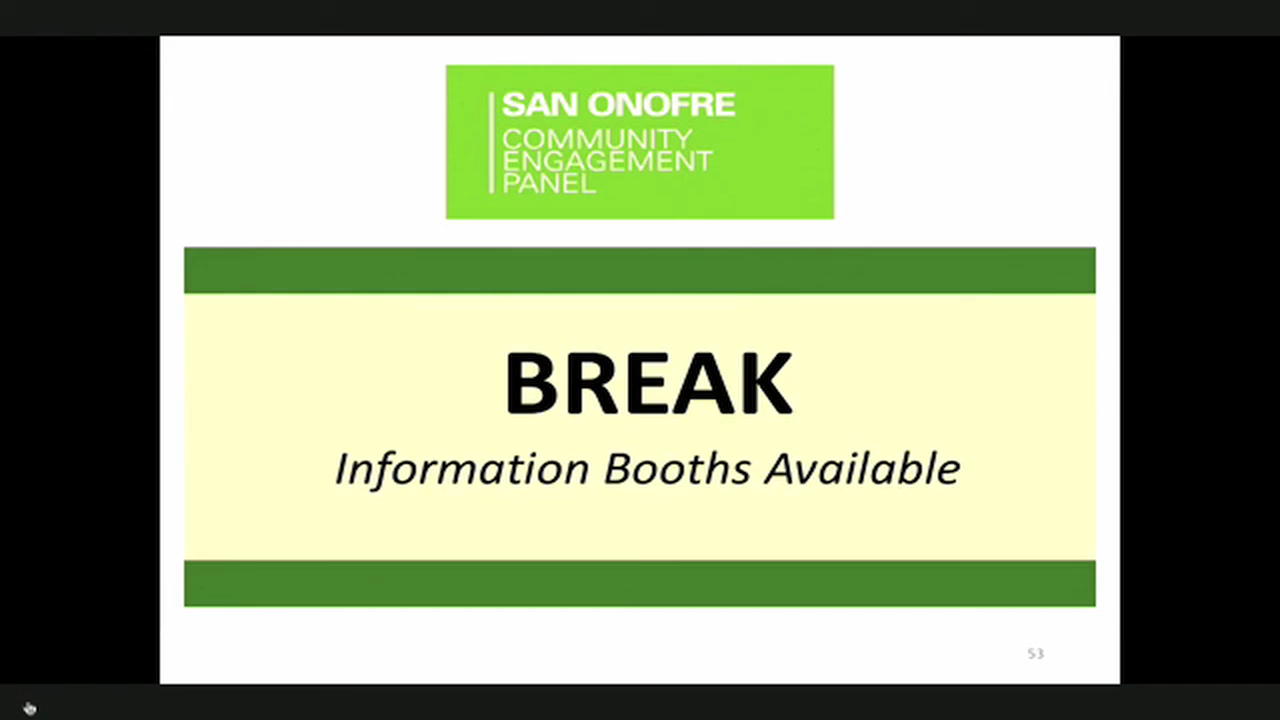 SAN ONOFRE
COMMUNITY
ENGAGEMENT
PANEL
BREAK
Information Booths Available
53